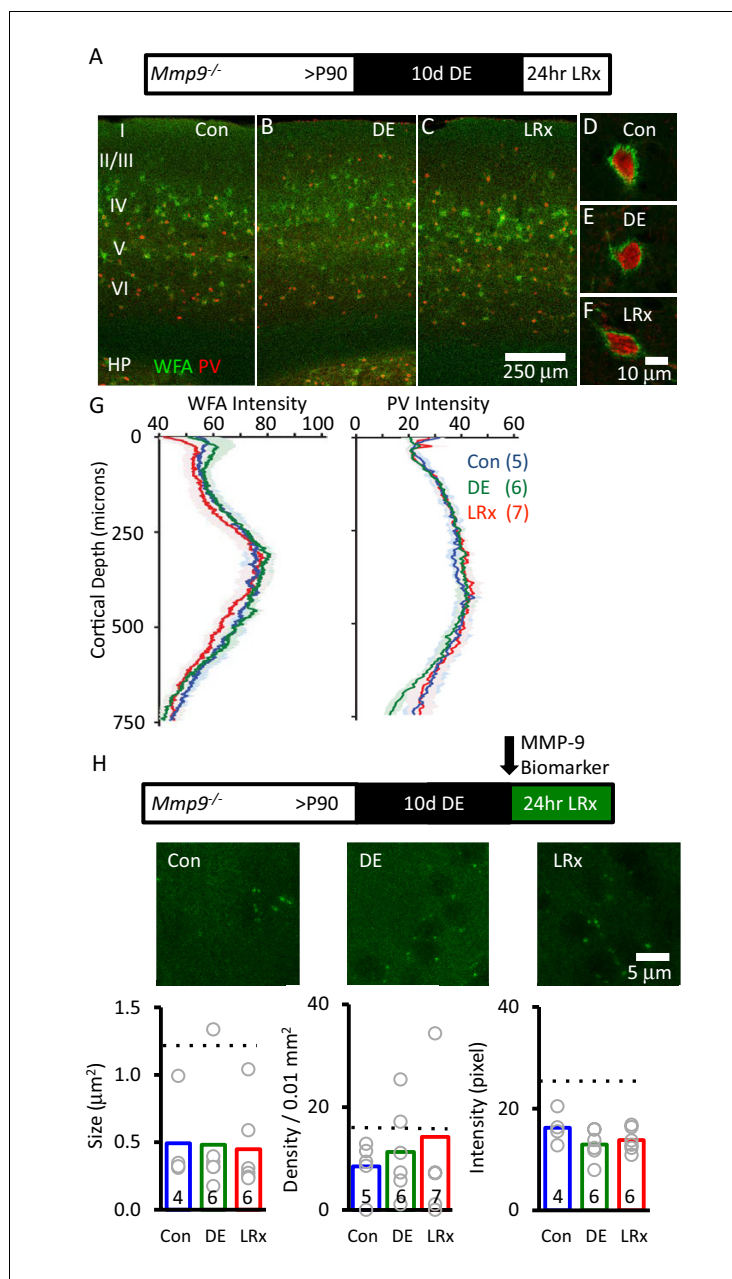 A
Mmp9-/- >P90 10d DE 24hr LRx
I Con B DE C LRx D Con
II/III
IV
E DE
V
VI
F LRx
HP WFA PV 250 µm 10 µm
G WFA Intensity PV Intensity
40 60 80 100 0 20 40 60
0
Con (5)
DE (6)
LRx (7)
250
Cortical Depth (microns)
500
750
MMP-9
Biomarker
H
Mmp9-/- >P90 10d DE 24hr LRx
Con DE LRx
5 µm
Size (µm²)
1.5
1.0
0.5
0.0
4 6 6
Con DE LRx
Density / 0.01 mm²
40
20
0
5 6 7
Con DE LRx
Intensity (pixel)
40
20
0
4 6 6
Con DE LRx